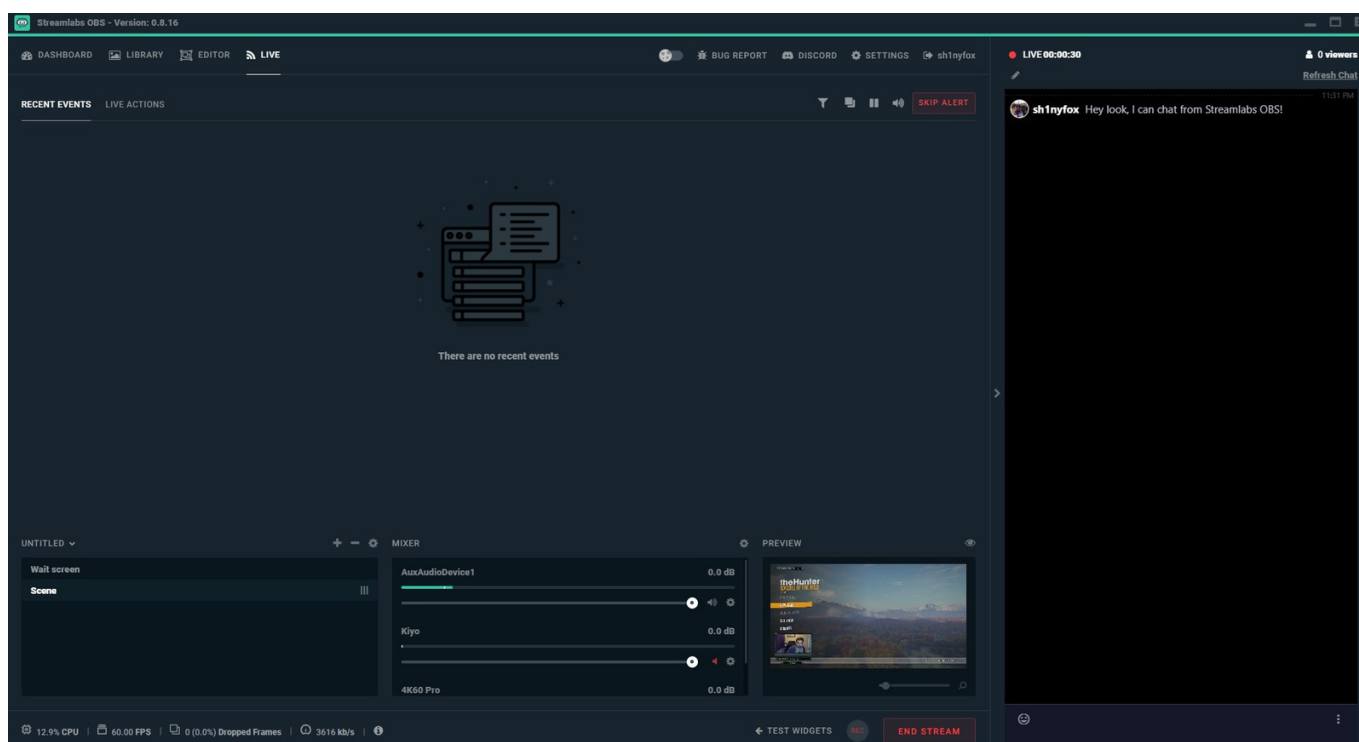 Streamlabs OBS - Version: 0.8.16
DASHBOARD LIBRARY EDITOR LIVE BUG REPORT DISCORD SETTINGS sh1nyfox
RECENT EVENTS LIVE ACTIONS SKIP ALERT
There are no recent events
UNTITLED
Wait screen
Scene
MIXER
AuxAudioDevice1 0.0 dB
Kiyo 0.0 dB
4K60 Pro 0.0 dB
PREVIEW
theHunter
12.9% CPU | 60.00 FPS | 0 (0.0%) Dropped Frames | 3616 kb/s
TEST WIDGETS REC END STREAM
LIVE 00:00:30 0 viewers
Refresh Chat
11:31 PM
sh1nyfox Hey look, I can chat from Streamlabs OBS!